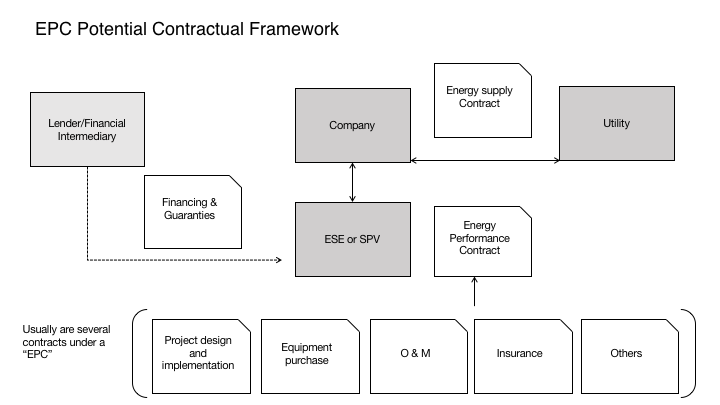 EPC Potential Contractual Framework
Energy supply
Contract
Lender/Financial
Intermediary
Company
Utility
Financing &
Guaranties
ESE or SPV
Energy
Performance
Contract
Usually are several
contracts under a
“EPC”
Project design
and
implementation
Equipment
purchase
O & M
Insurance
Others